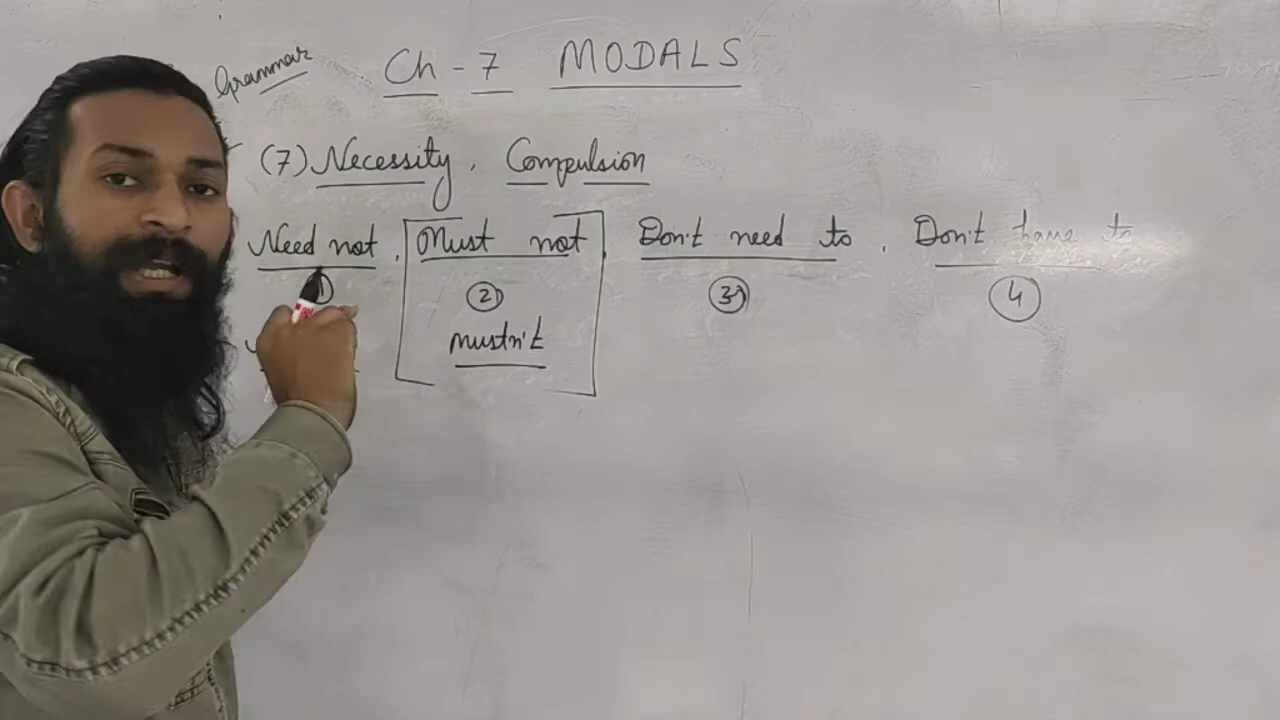 Grammar
Ch - 7 MODALS
(7) Necessity, Compulsion
Need not, Must not, Don't need to, Don't have to
1 2 3 4
mustn't